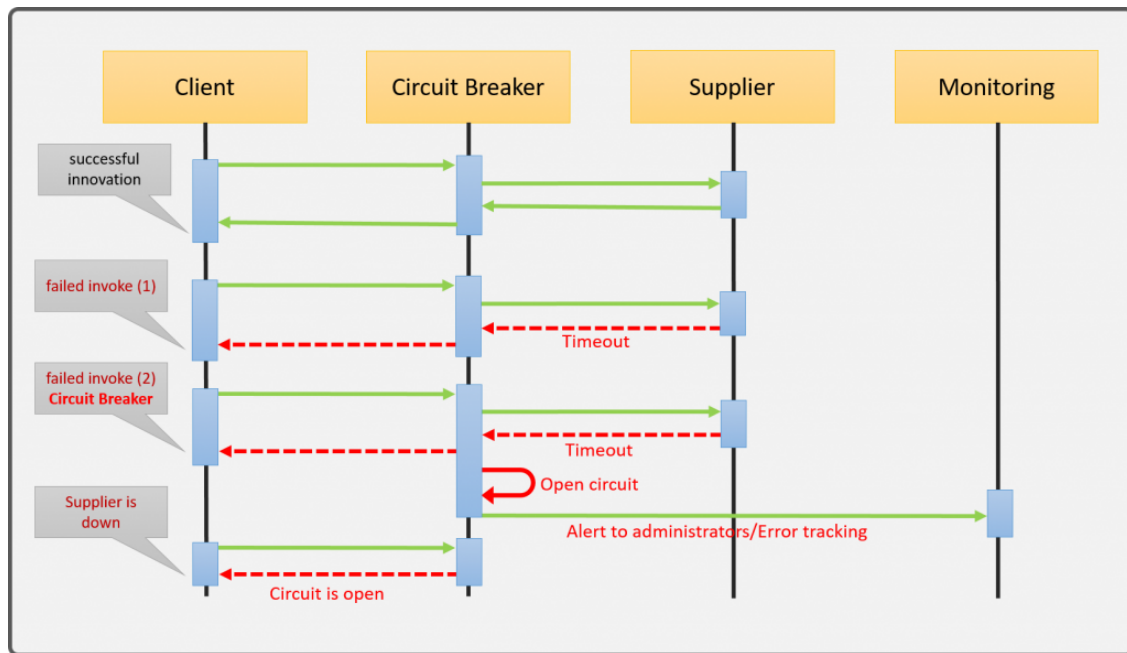 Client
Circuit Breaker
Supplier
Monitoring
successful
innovation
failed invoke (1)
Timeout
failed invoke (2)
Circuit Breaker
Timeout
Open circuit
Supplier is
down
Alert to administrators/Error tracking
Circuit is open